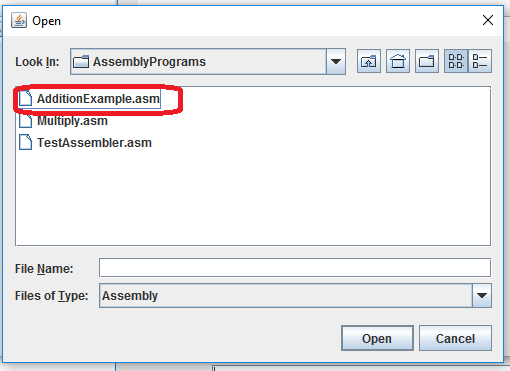 Open
Look In: AssemblyPrograms
AdditionExample.asm
Multiply.asm
TestAssembler.asm
File Name:
Files of Type: Assembly
Open Cancel